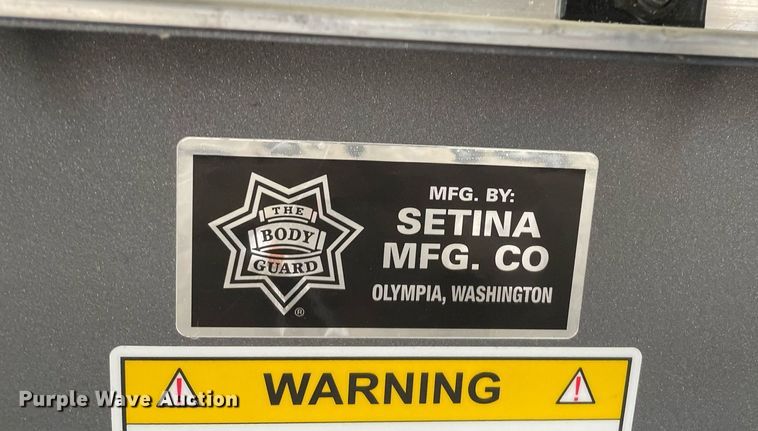 THE
BODY
GUARD
®
MFG. BY:
SETINA
MFG. CO
OLYMPIA, WASHINGTON
WARNING
Purple Wave Auction